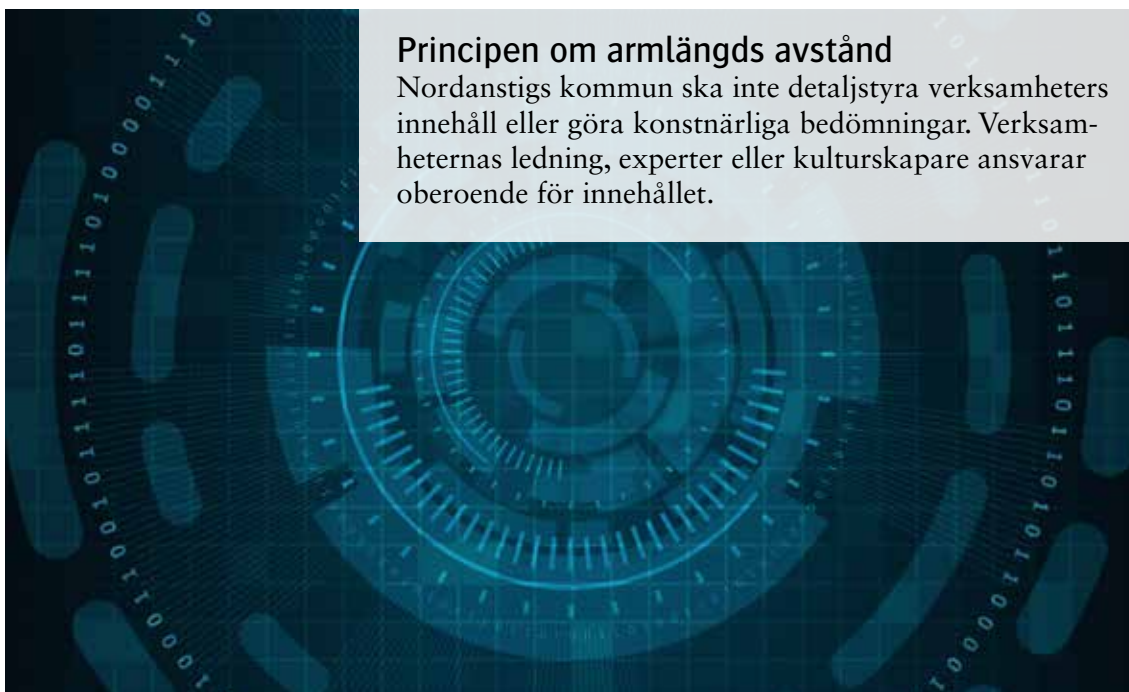 Principen om armlängds avstånd
Nordanstigs kommun ska inte detaljstyra verksamheters
innehåll eller göra konstnärliga bedömningar. Verksam-
heternas ledning, experter eller kulturskapare ansvarar
oberoende för innehållet.